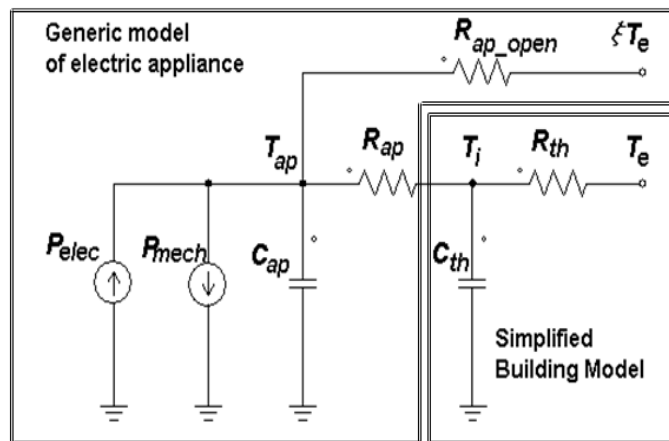 Generic model
of electric appliance
R_ap_open
ξT_e
T_ap
R_ap
T_i
R_th
T_e
P_elec
P_mech
C_ap
C_th
Simplified
Building Model